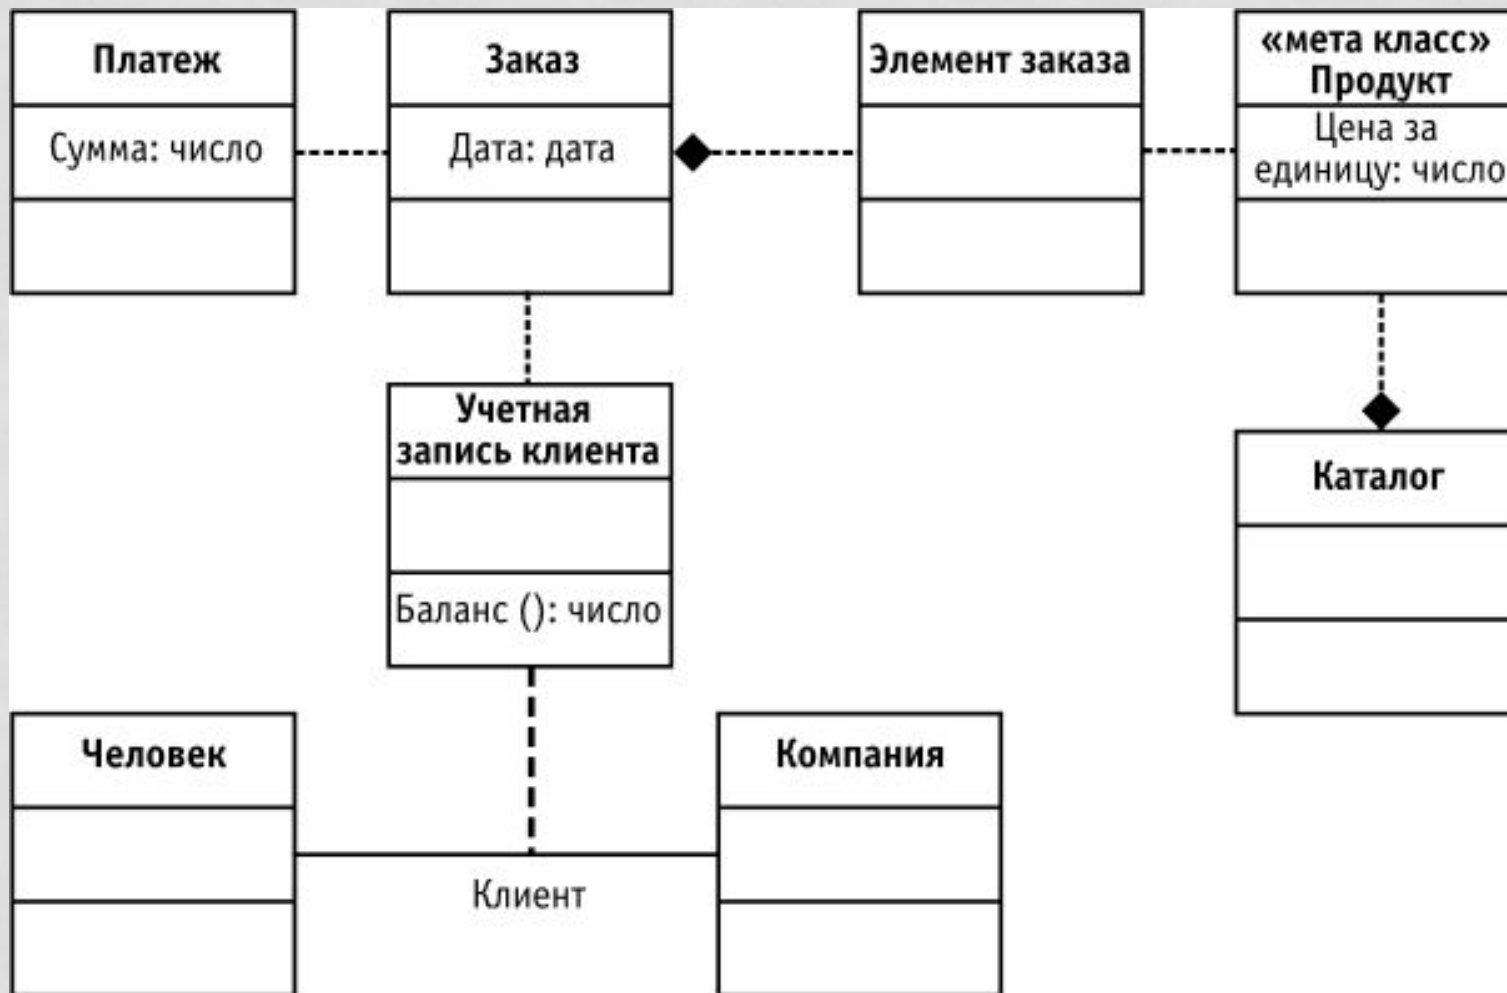 Платеж
Заказ
Элемент заказа
«мета класс»
Продукт
Сумма: число
Дата: дата
Цена за
единицу: число
Учетная
запись клиента
Каталог
Баланс (): число
Человек
Компания
Клиент